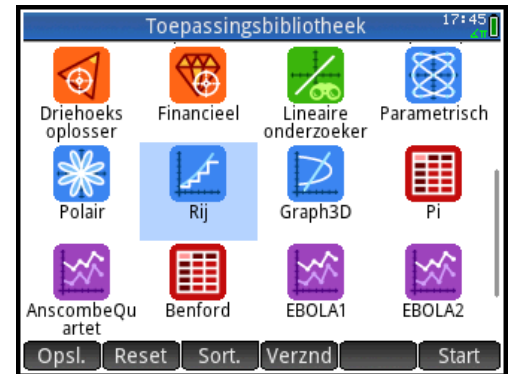 Toepassingsbibliotheek 17:45
∡π
Driehoeks
oplosser
Financieel
Lineaire
onderzoeker
Parametrisch
Polair
Rij
Graph3D
Pi
AnscombeQu
artet
Benford
EBOLA1
EBOLA2
Opsl. Reset Sort. Verznd Start